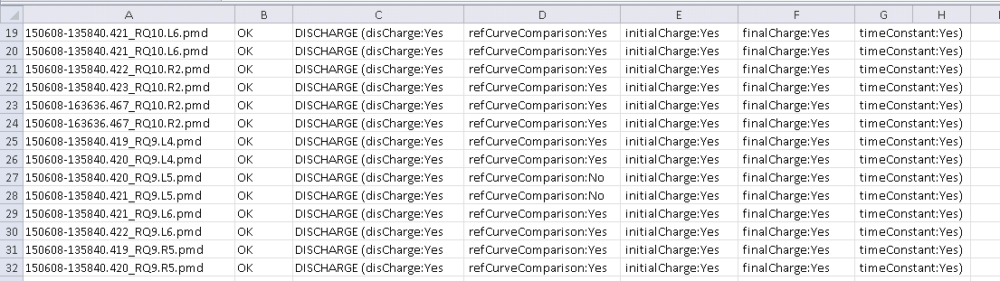 A B C D E F G H
19 150608-135840.421_RQ10.L6.pmd OK DISCHARGE (disCharge:Yes refCurveComparison:Yes initialCharge:Yes finalCharge:Yes timeConstant:Yes)
20 150608-135840.421_RQ10.L6.pmd OK DISCHARGE (disCharge:Yes refCurveComparison:Yes initialCharge:Yes finalCharge:Yes timeConstant:Yes)
21 150608-135840.422_RQ10.R2.pmd OK DISCHARGE (disCharge:Yes refCurveComparison:Yes initialCharge:Yes finalCharge:Yes timeConstant:Yes)
22 150608-135840.423_RQ10.R2.pmd OK DISCHARGE (disCharge:Yes refCurveComparison:Yes initialCharge:Yes finalCharge:Yes timeConstant:Yes)
23 150608-163636.467_RQ10.R2.pmd OK DISCHARGE (disCharge:Yes refCurveComparison:Yes initialCharge:Yes finalCharge:Yes timeConstant:Yes)
24 150608-163636.467_RQ10.R2.pmd OK DISCHARGE (disCharge:Yes refCurveComparison:Yes initialCharge:Yes finalCharge:Yes timeConstant:Yes)
25 150608-135840.419_RQ9.L4.pmd OK DISCHARGE (disCharge:Yes refCurveComparison:Yes initialCharge:Yes finalCharge:Yes timeConstant:Yes)
26 150608-135840.420_RQ9.L4.pmd OK DISCHARGE (disCharge:Yes refCurveComparison:Yes initialCharge:Yes finalCharge:Yes timeConstant:Yes)
27 150608-135840.420_RQ9.L5.pmd OK DISCHARGE (disCharge:Yes refCurveComparison:No initialCharge:Yes finalCharge:Yes timeConstant:Yes)
28 150608-135840.421_RQ9.L5.pmd OK DISCHARGE (disCharge:Yes refCurveComparison:No initialCharge:Yes finalCharge:Yes timeConstant:Yes)
29 150608-135840.421_RQ9.L6.pmd OK DISCHARGE (disCharge:Yes refCurveComparison:Yes initialCharge:Yes finalCharge:Yes timeConstant:Yes)
30 150608-135840.422_RQ9.L6.pmd OK DISCHARGE (disCharge:Yes refCurveComparison:Yes initialCharge:Yes finalCharge:Yes timeConstant:Yes)
31 150608-135840.419_RQ9.R5.pmd OK DISCHARGE (disCharge:Yes refCurveComparison:Yes initialCharge:Yes finalCharge:Yes timeConstant:Yes)
32 150608-135840.420_RQ9.R5.pmd OK DISCHARGE (disCharge:Yes refCurveComparison:Yes initialCharge:Yes finalCharge:Yes timeConstant:Yes)